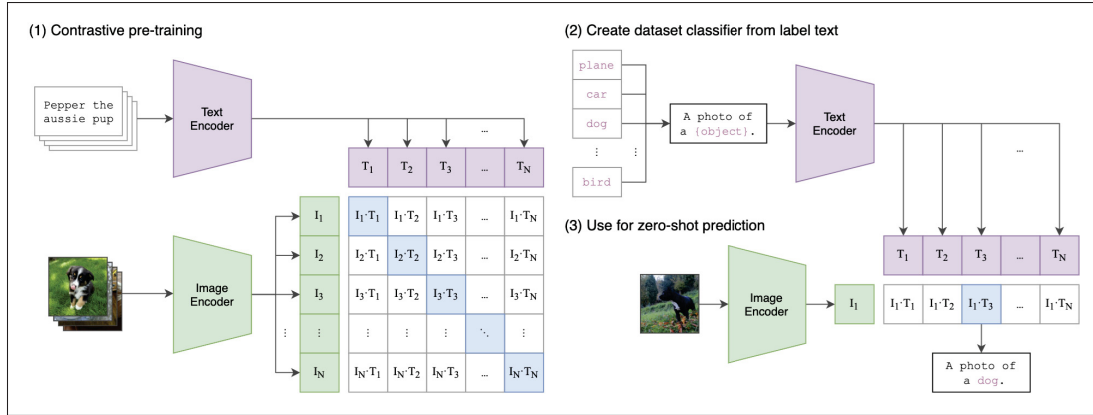 (1) Contrastive pre-training
Pepper the
aussie pup
Text
Encoder
...
T1 T2 T3 ... TN
I1 I1·T1 I1·T2 I1·T3 ... I1·TN
I2 I2·T1 I2·T2 I2·T3 ... I2·TN
Image
Encoder
I3 I3·T1 I3·T2 I3·T3 ... I3·TN
⋮ ⋮ ⋮ ⋮ ⋮ ⋱ ⋮
IN IN·T1 IN·T2 IN·T3 ... IN·TN
(2) Create dataset classifier from label text
plane
car
dog
⋮ ⋮
bird
A photo of
a {object}.
Text
Encoder
...
(3) Use for zero-shot prediction
T1 T2 T3 ... TN
Image
Encoder
I1 I1·T1 I1·T2 I1·T3 ... I1·TN
A photo of
a dog.